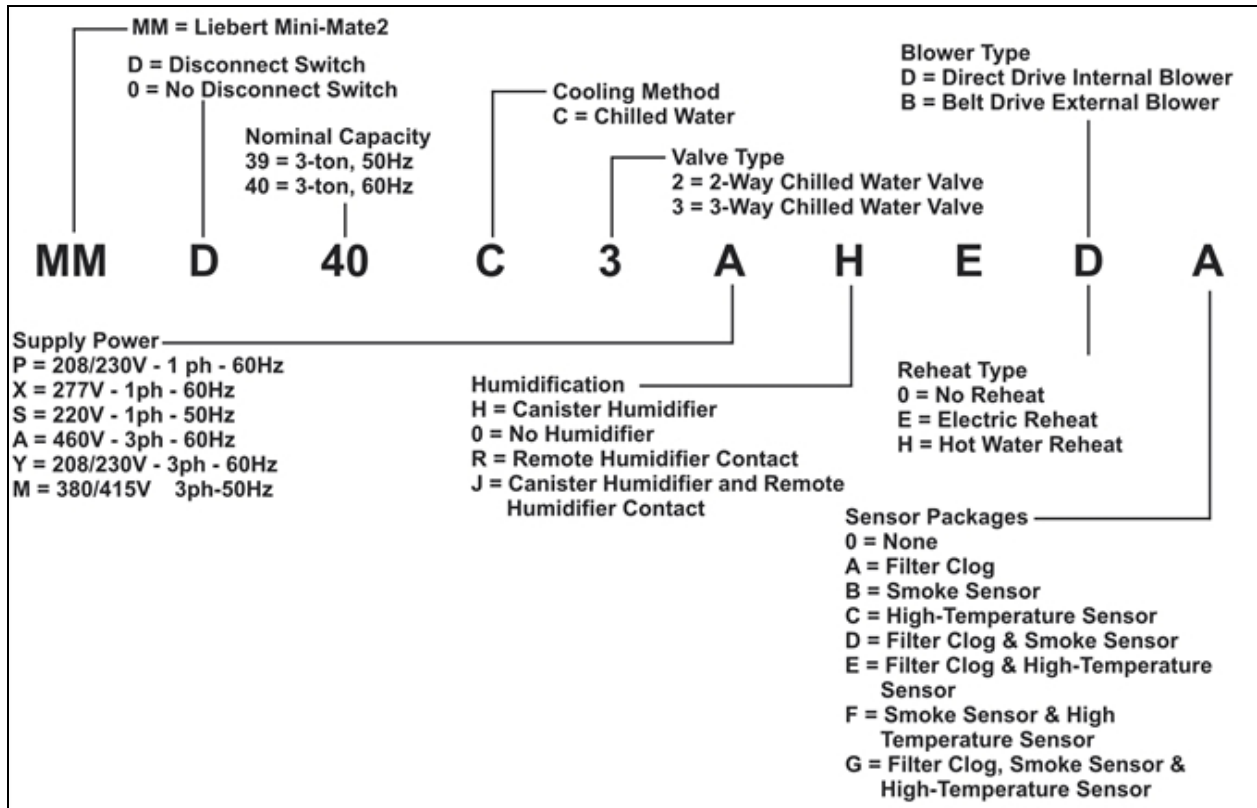 MM = Liebert Mini-Mate2
D = Disconnect Switch
0 = No Disconnect Switch
Nominal Capacity
39 = 3-ton, 50Hz
40 = 3-ton, 60Hz
Cooling Method
C = Chilled Water
Valve Type
2 = 2-Way Chilled Water Valve
3 = 3-Way Chilled Water Valve
Blower Type
D = Direct Drive Internal Blower
B = Belt Drive External Blower
MM D 40 C 3 A H E D A
Supply Power
P = 208/230V - 1 ph - 60Hz
X = 277V - 1ph - 60Hz
S = 220V - 1ph - 50Hz
A = 460V - 3ph - 60Hz
Y = 208/230V - 3ph - 60Hz
M = 380/415V 3ph-50Hz
Humidification
H = Canister Humidifier
0 = No Humidifier
R = Remote Humidifier Contact
J = Canister Humidifier and Remote
Humidifier Contact
Reheat Type
0 = No Reheat
E = Electric Reheat
H = Hot Water Reheat
Sensor Packages
0 = None
A = Filter Clog
B = Smoke Sensor
C = High-Temperature Sensor
D = Filter Clog & Smoke Sensor
E = Filter Clog & High-Temperature
Sensor
F = Smoke Sensor & High
Temperature Sensor
G = Filter Clog, Smoke Sensor &
High-Temperature Sensor